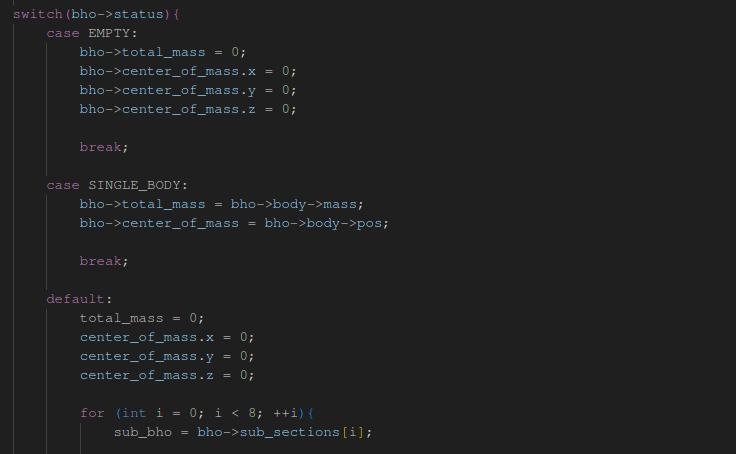 switch(bho->status){
case EMPTY:
bho->total_mass = 0;
bho->center_of_mass.x = 0;
bho->center_of_mass.y = 0;
bho->center_of_mass.z = 0;
break;
case SINGLE_BODY:
bho->total_mass = bho->body->mass;
bho->center_of_mass = bho->body->pos;
break;
default:
total_mass = 0;
center_of_mass.x = 0;
center_of_mass.y = 0;
center_of_mass.z = 0;
for (int i = 0; i < 8; ++i){
sub_bho = bho->sub_sections[i];